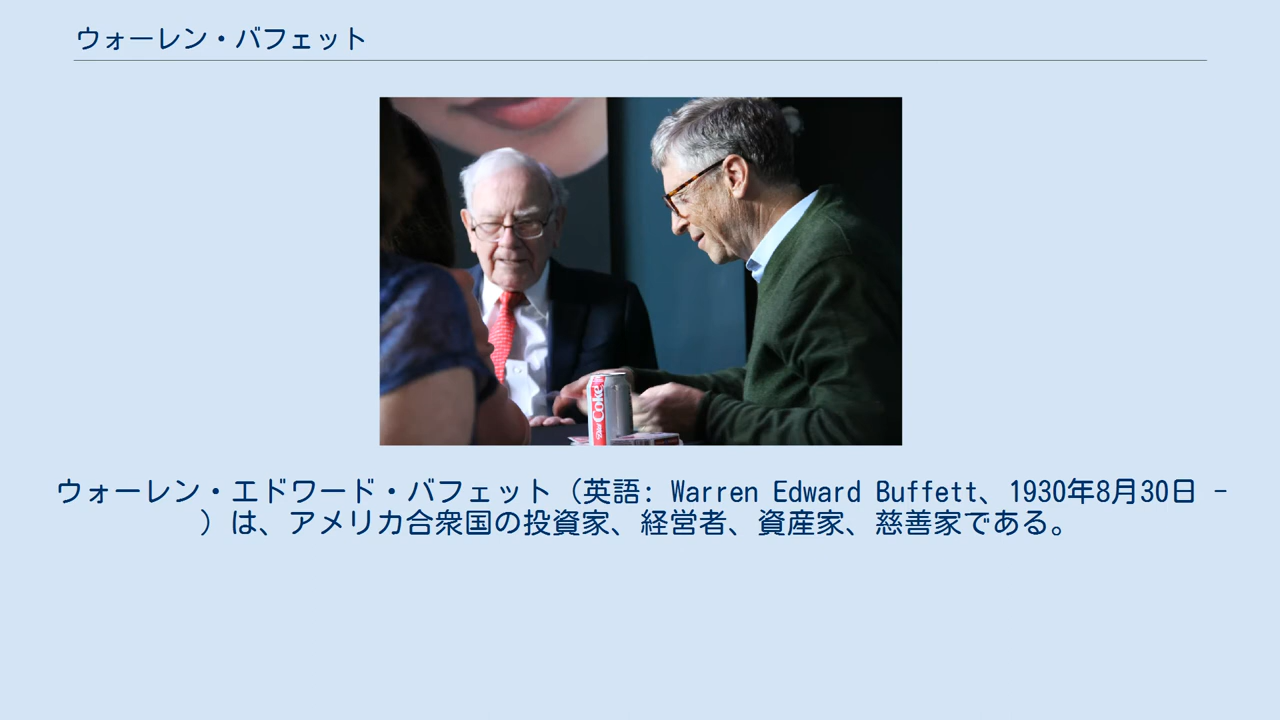 ウォーレン・バフェット
Diet Coke
ウォーレン・エドワード・バフェット（英語: Warren Edward Buffett、1930年8月30日 -
）は、アメリカ合衆国の投資家、経営者、資産家、慈善家である。